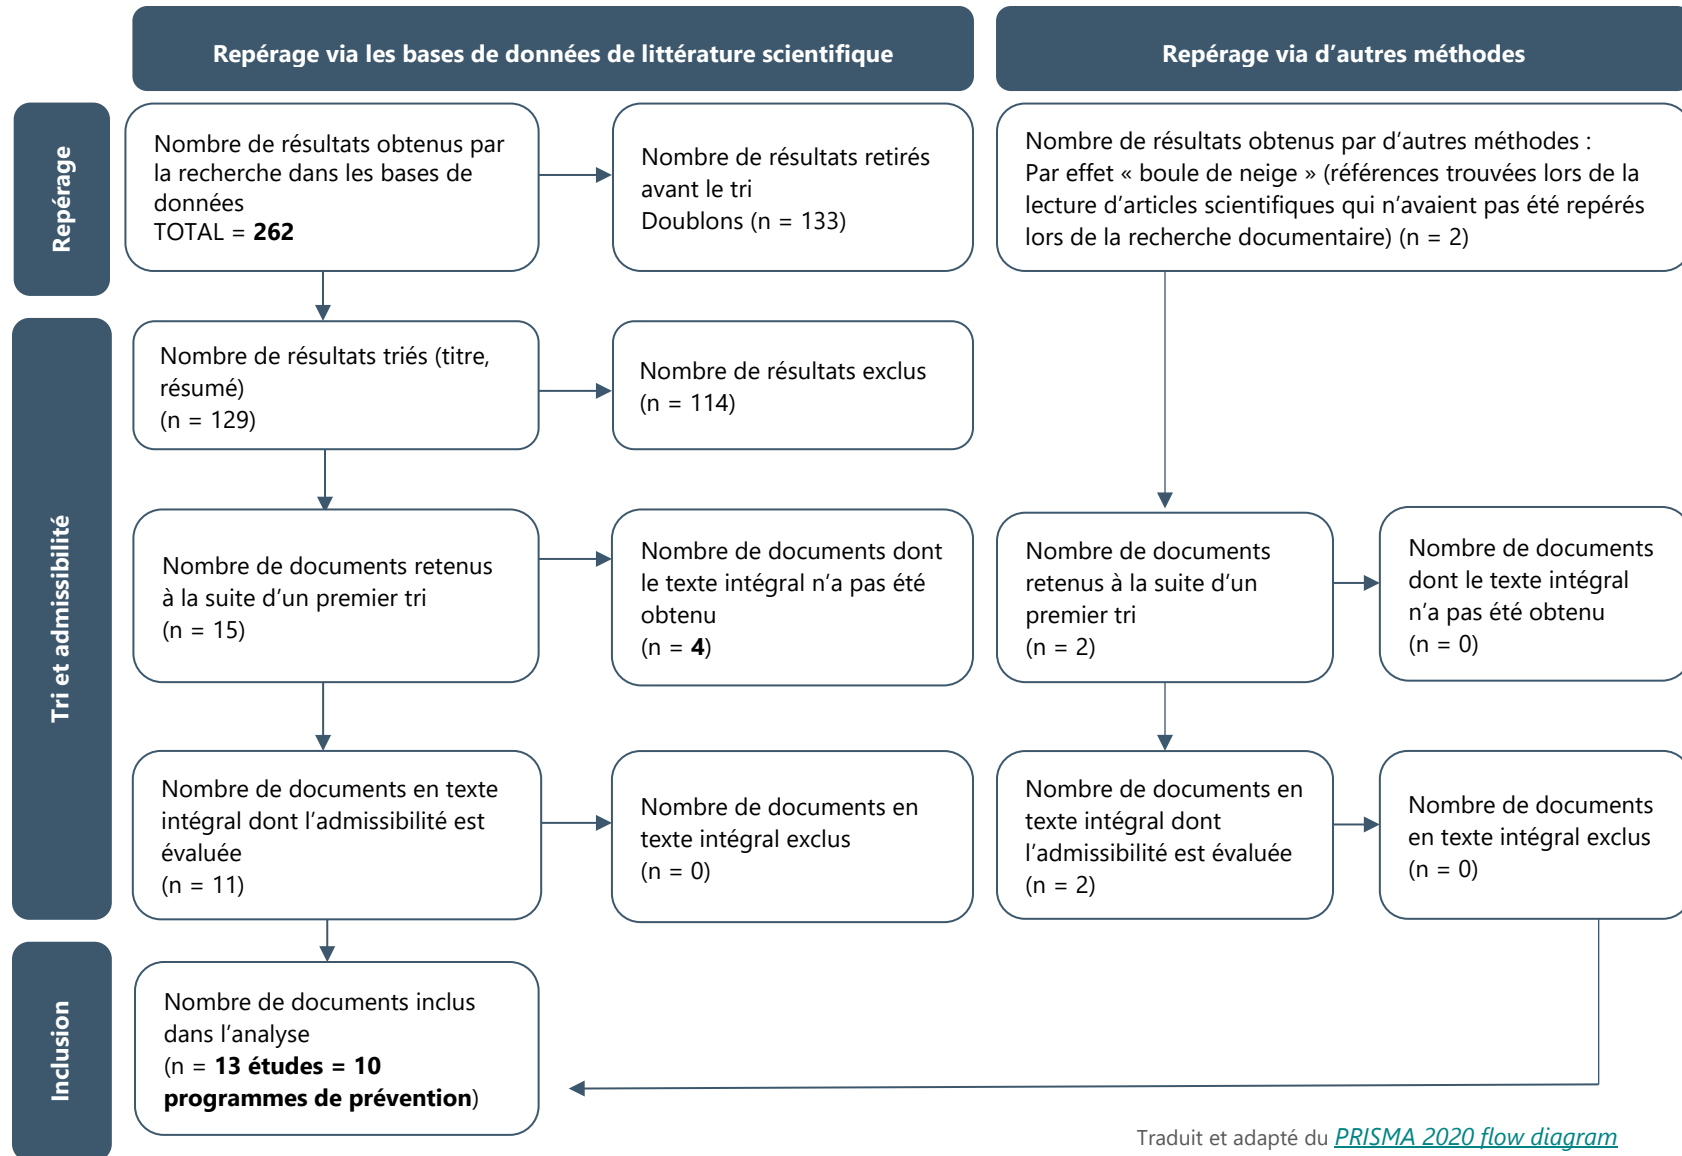 Repérage via les bases de données de littérature scientifique
Repérage via d’autres méthodes
Repérage
Nombre de résultats obtenus par
la recherche dans les bases de
données
TOTAL = 262
Nombre de résultats retirés
avant le tri
Doublons (n = 133)
Nombre de résultats obtenus par d’autres méthodes :
Par effet « boule de neige » (références trouvées lors de la
lecture d’articles scientifiques qui n’avaient pas été repérés
lors de la recherche documentaire) (n = 2)
Tri et admissibilité
Nombre de résultats triés (titre,
résumé)
(n = 129)
Nombre de résultats exclus
(n = 114)
Nombre de documents retenus
à la suite d’un premier tri
(n = 15)
Nombre de documents dont
le texte intégral n’a pas été
obtenu
(n = 4)
Nombre de documents
retenus à la suite d’un
premier tri
(n = 2)
Nombre de documents
dont le texte intégral
n’a pas été obtenu
(n = 0)
Nombre de documents en texte
intégral dont l’admissibilité est
évaluée
(n = 11)
Nombre de documents en
texte intégral exclus
(n = 0)
Nombre de documents en
texte intégral dont
l’admissibilité est évaluée
(n = 2)
Nombre de documents
en texte intégral exclus
(n = 0)
Inclusion
Nombre de documents inclus
dans l’analyse
(n = 13 études = 10
programmes de prévention)
Traduit et adapté du PRISMA 2020 flow diagram